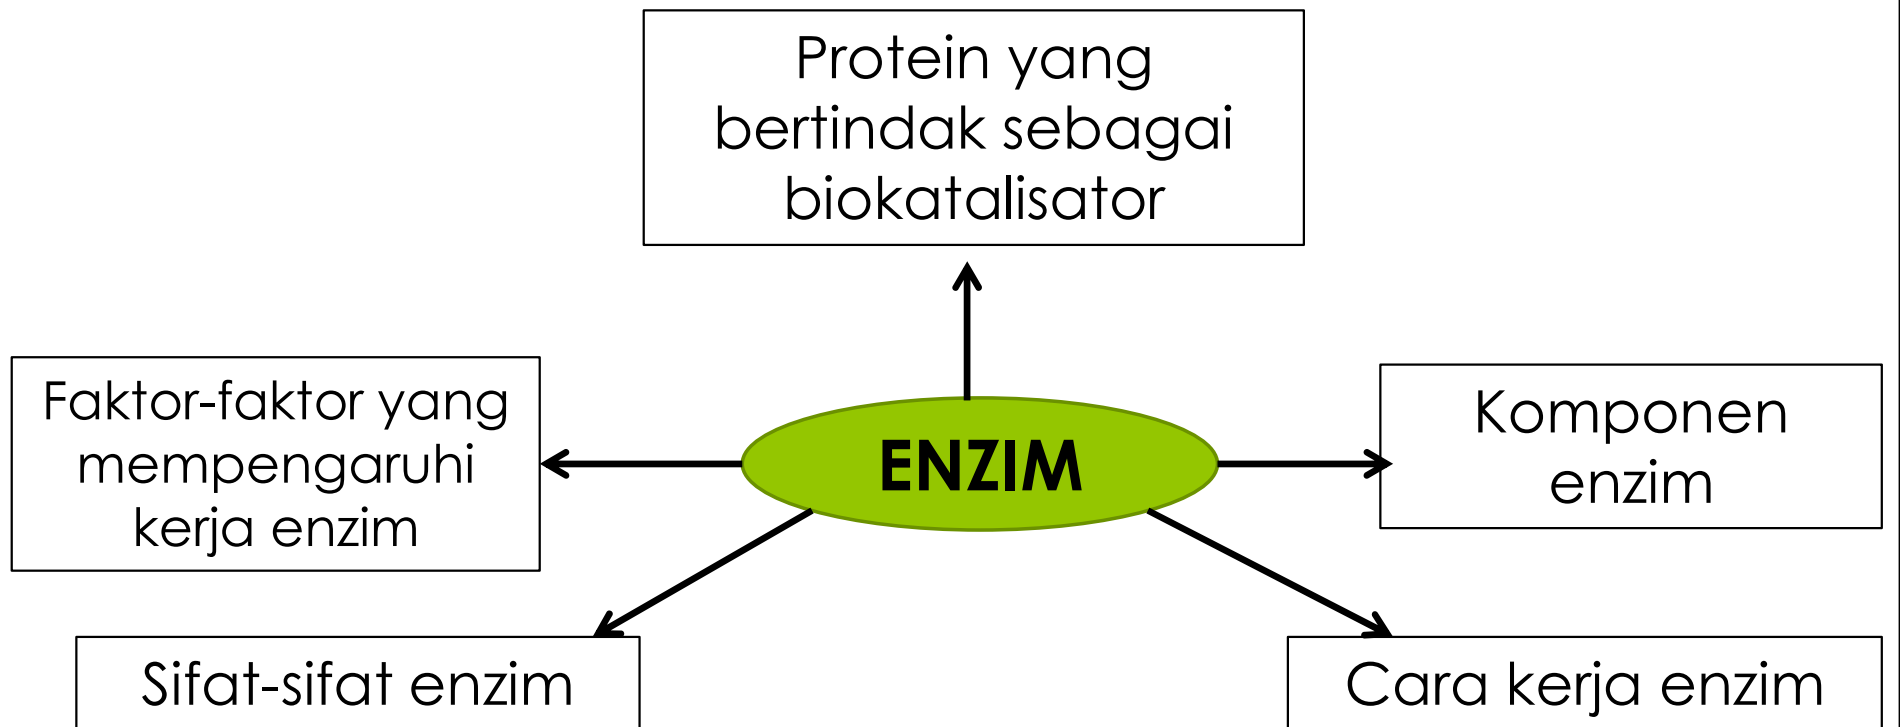 Protein yang
bertindak sebagai
biokatalisator
Faktor-faktor yang
mempengaruhi
kerja enzim
ENZIM
Komponen
enzim
Sifat-sifat enzim
Cara kerja enzim